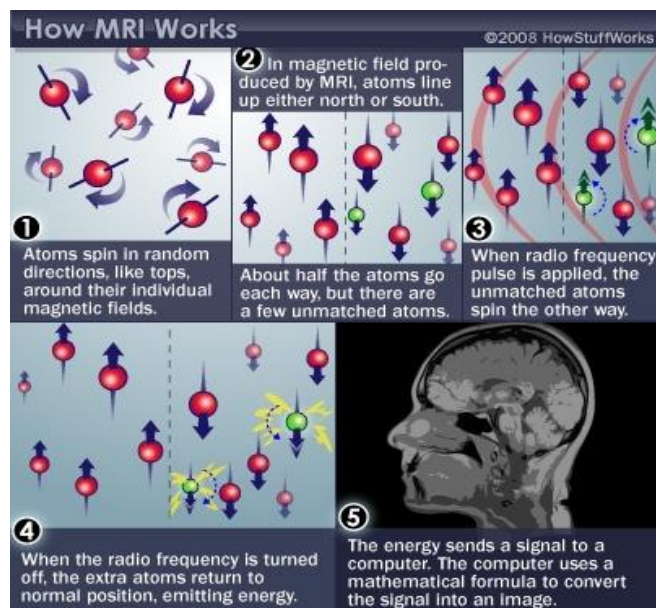 How MRI Works
©2008 HowStuffWorks
1
Atoms spin in random
directions, like tops,
around their individual
magnetic fields.
2
In magnetic field pro-
duced by MRI, atoms line
up either north or south.
About half the atoms go
each way, but there are
a few unmatched atoms.
3
When radio frequency
pulse is applied, the
unmatched atoms
spin the other way.
4
When the radio frequency is turned
off, the extra atoms return to
normal position, emitting energy.
5
The energy sends a signal to a
computer. The computer uses a
mathematical formula to convert
the signal into an image.